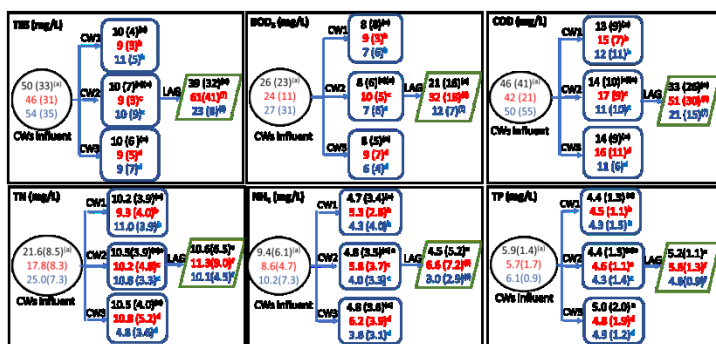 TSS (mg/L)
CW1
10 (4)
9 (3)ᵇ
11 (5)ᵇ
50 (33)⁽ᵃ⁾
46 (31)
54 (35)
CWs influent
CW2
10 (7)
9 (3)ᶜ
10 (9)ᶜ
LAG
39 (32)
61(41)
23 (8)
CW3
10 (6)
9 (5)ᵈ
9 (7)ᵈ
BOD₅ (mg/L)
CW1
8 (8)
9 (3)ᵇ
7 (6)ᵇ
26 (23)⁽ᵃ⁾
24 (11)
27 (31)
CWs influent
CW2
8 (6)
10 (5)ᶜ
7 (6)
LAG
21 (16)
32 (18)
12 (7)
CW3
8 (5)
9 (7)ᵈ
6 (4)ᵈ
COD (mg/L)
CW1
13 (9)
15 (7)ᵇ
12 (11)ᵇ
46 (41)⁽ᵃ⁾
42 (21)
50 (55)
CWs influent
CW2
14 (10)
17 (9)ᶜ
11 (10)ᶜ
LAG
33 (26)
51 (30)
21 (15)
CW3
14 (9)
16 (11)ᵈ
11 (6)ᵈ
TN (mg/L)
CW1
10.2 (3.9)
9.3 (4.0)ᵇ
11.0 (3.9)ᵇ
21.6(8.5)⁽ᵃ⁾
17.8(8.3)
25.0(7.3)
CWs influent
CW2
10.5(3.9)
10.2 (4.8)ᶜ
10.8 (3.3)ᶜ
LAG
10.6(6.5)
11.3(9.0)
10.1(4.5)
CW3
10.5 (4.0)
10.8 (5.2)ᵈ
4.8 (3.6)ᵈ
NH₄ (mg/L)
CW1
4.7 (3.4)
5.3 (2.8)ᵇ
4.3 (4.0)ᵇ
9.4(6.1)⁽ᵃ⁾
8.6(4.7)
10.2(7.3)
CWs influent
CW2
4.8 (3.5)
5.8 (3.7)ᶜ
4.0 (3.3)ᶜ
LAG
4.5 (5.2)
6.6 (7.2)
3.0 (2.9)
CW3
4.8 (3.6)
6.2 (3.9)ᵈ
3.6 (3.1)ᵈ
TP (mg/L)
CW1
4.4 (1.3)
4.5 (1.1)ᵇ
4.3 (1.5)ᵇ
5.9(1.4)⁽ᵃ⁾
5.7(1.7)
6.1(0.9)
CWs influent
CW2
4.4 (1.3)
4.6 (1.1)ᶜ
4.3 (1.4)ᶜ
LAG
5.2(1.1)
5.8(1.3)
4.8(0.9)
CW3
5.0 (2.0)
4.8 (1.9)ᵈ
4.9 (1.2)ᵈ